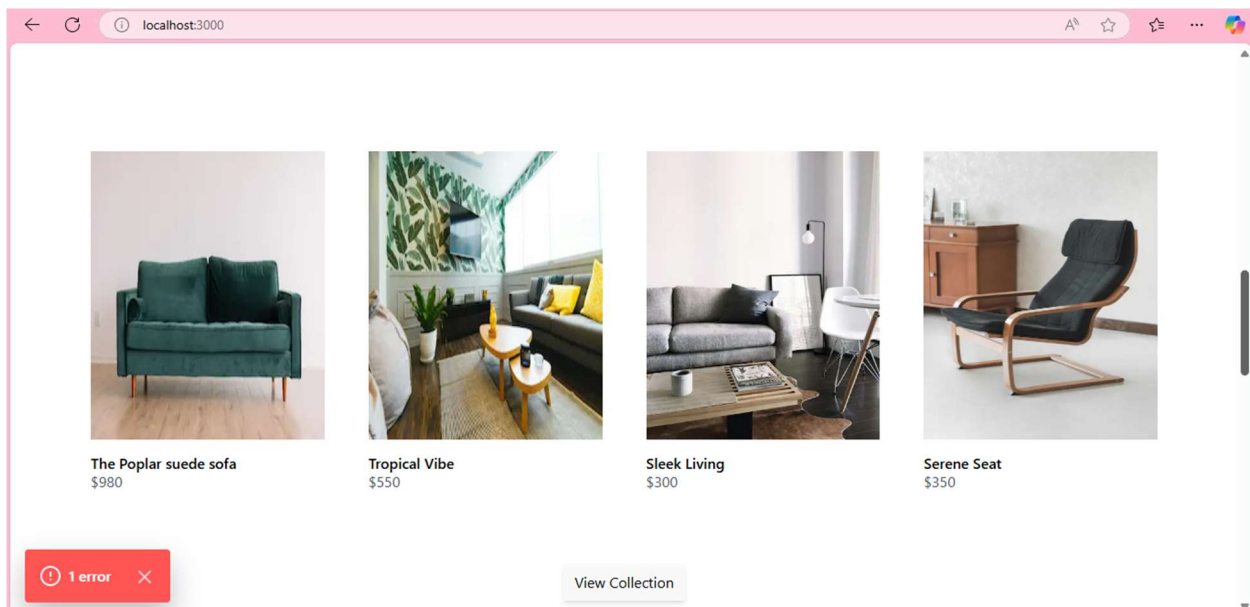 localhost:3000
The Poplar suede sofa
$980
Tropical Vibe
$550
Sleek Living
$300
Serene Seat
$350
1 error
View Collection